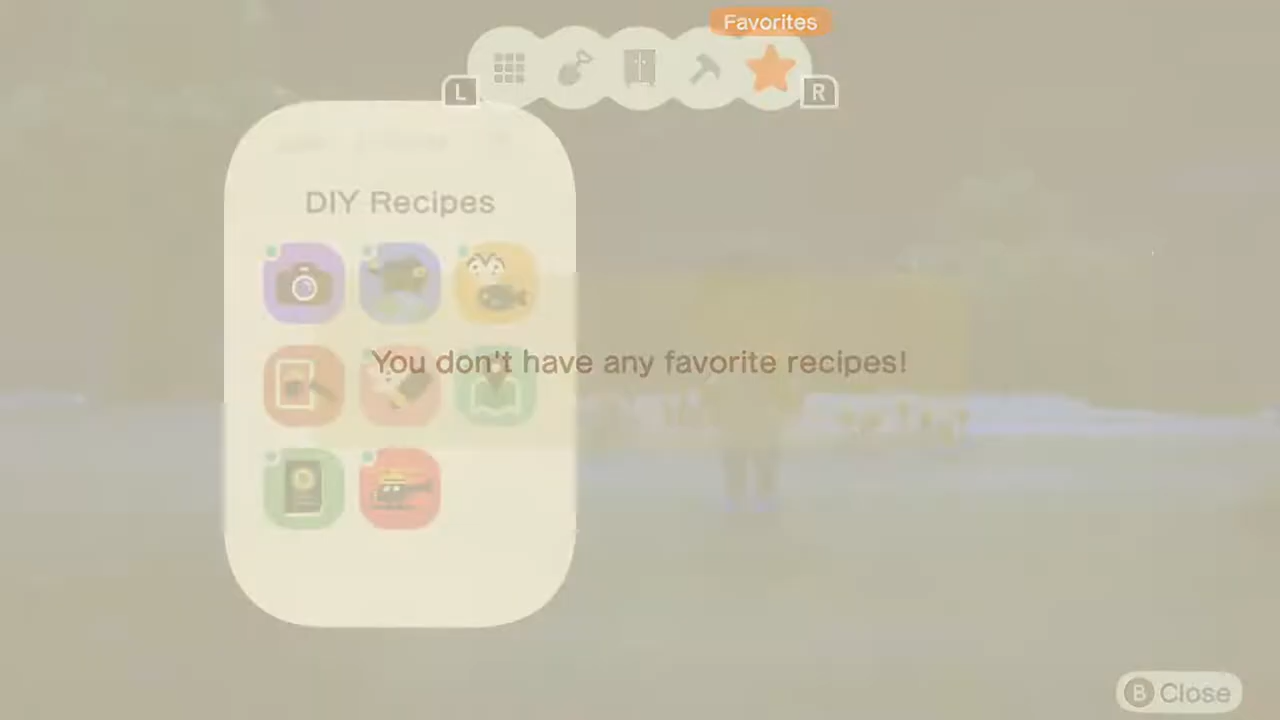 Favorites
L
R
DIY Recipes
You don't have any favorite recipes!
B Close